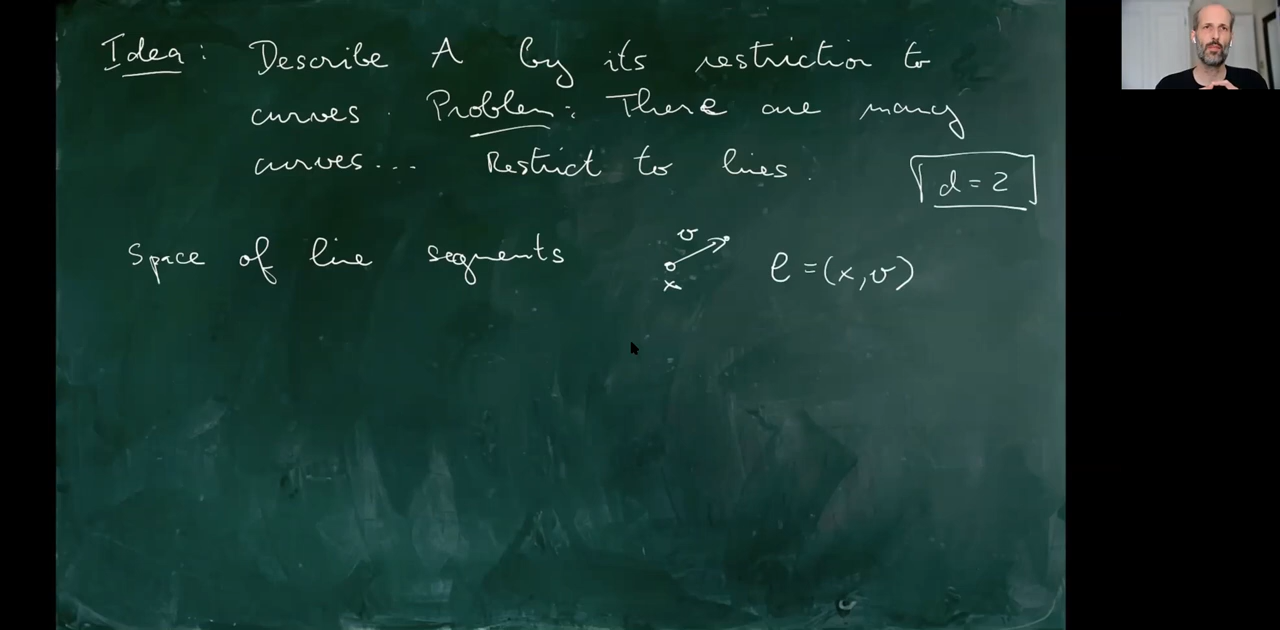 Idea: Describe A by its restriction to
curves. Problem: There are many
curves... Restrict to lines.
d = 2
Space of line segments
v
x
ℓ = (x, v)